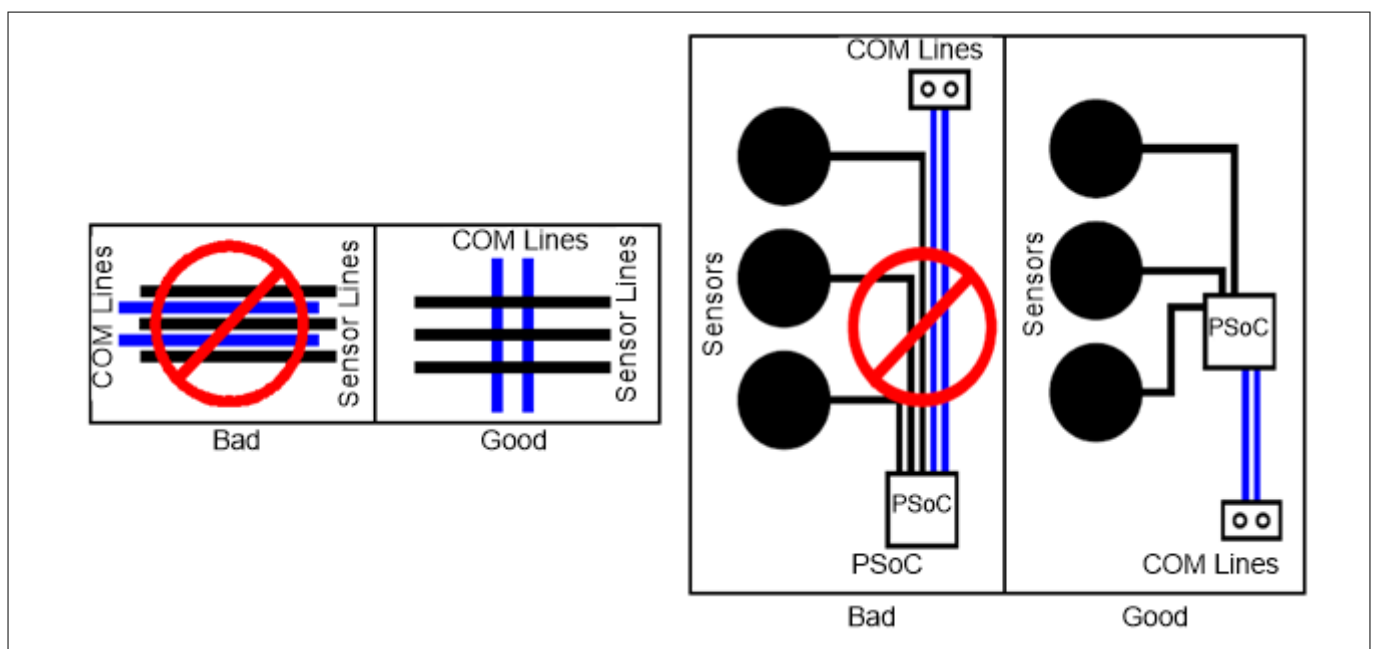 COM Lines
Sensor Lines
Bad
COM Lines
Sensor Lines
Good
COM Lines
Sensors
PSoC
PSoC
Bad
Sensors
PSoC
COM Lines
Good